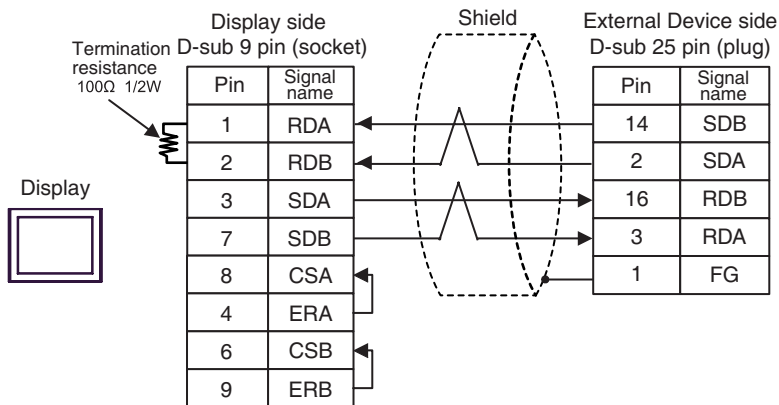 Display side
D-sub 9 pin (socket)
Shield
External Device side
D-sub 25 pin (plug)
Termination
resistance
100Ω 1/2W
Display
Pin Signal name
1 RDA
2 RDB
3 SDA
7 SDB
8 CSA
4 ERA
6 CSB
9 ERB
Pin Signal name
14 SDB
2 SDA
16 RDB
3 RDA
1 FG